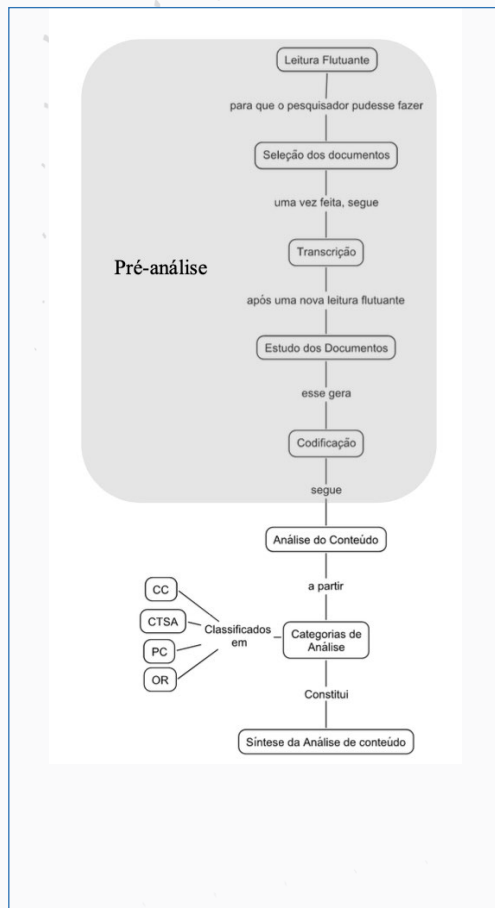 Leitura Flutuante
para que o pesquisador pudesse fazer
Seleção dos documentos
uma vez feita, segue
Transcrição
Pré-análise
após uma nova leitura flutuante
Estudo dos Documentos
esse gera
Codificação
segue
Análise do Conteúdo
a partir
CC
CTSA
PC
OR
Classificados
em
Categorias de
Análise
Constitui
Síntese da Análise de conteúdo